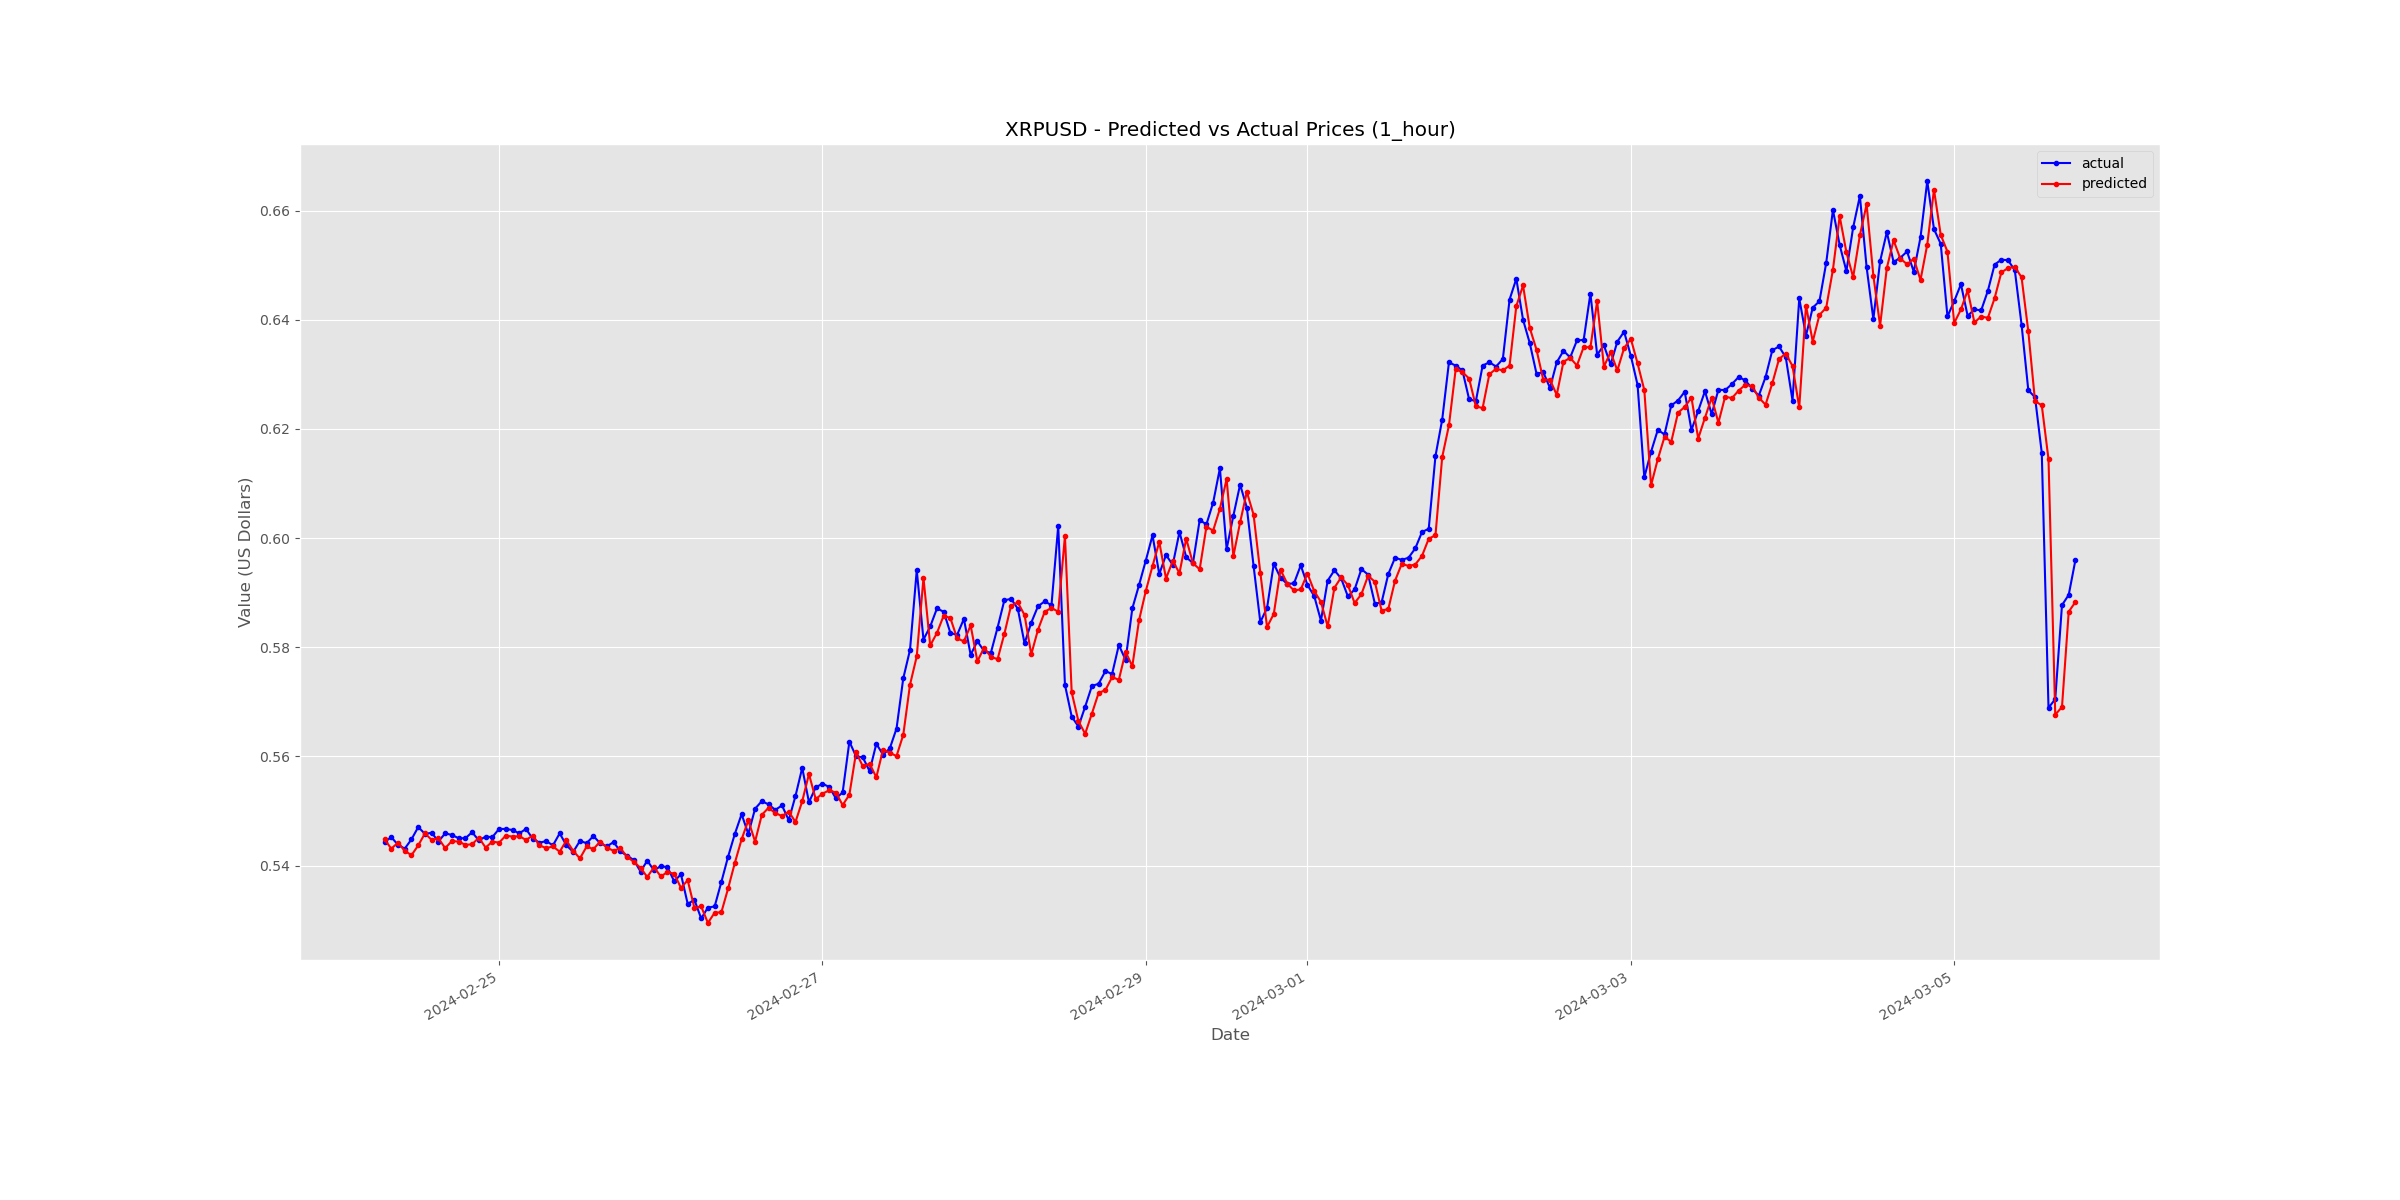 XRPUSD - Predicted vs Actual Prices (1_hour)
actual
predicted
0.66
0.64
0.62
0.60
0.58
0.56
0.54
Value (US Dollars)
2024-02-25
2024-02-27
2024-02-29
2024-03-01
2024-03-03
2024-03-05
Date